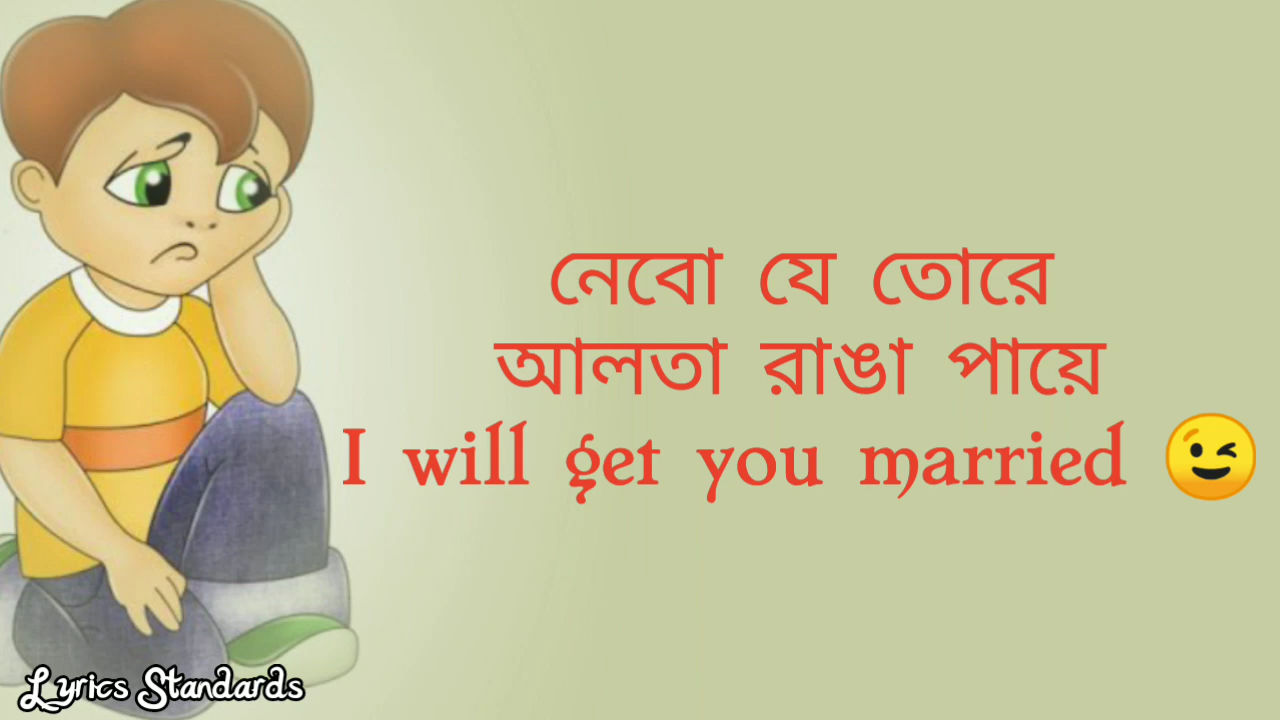 নেবো যে তোরে
আলতা রাঙা পায়ে
I will get you married 😉
Lyrics Standards